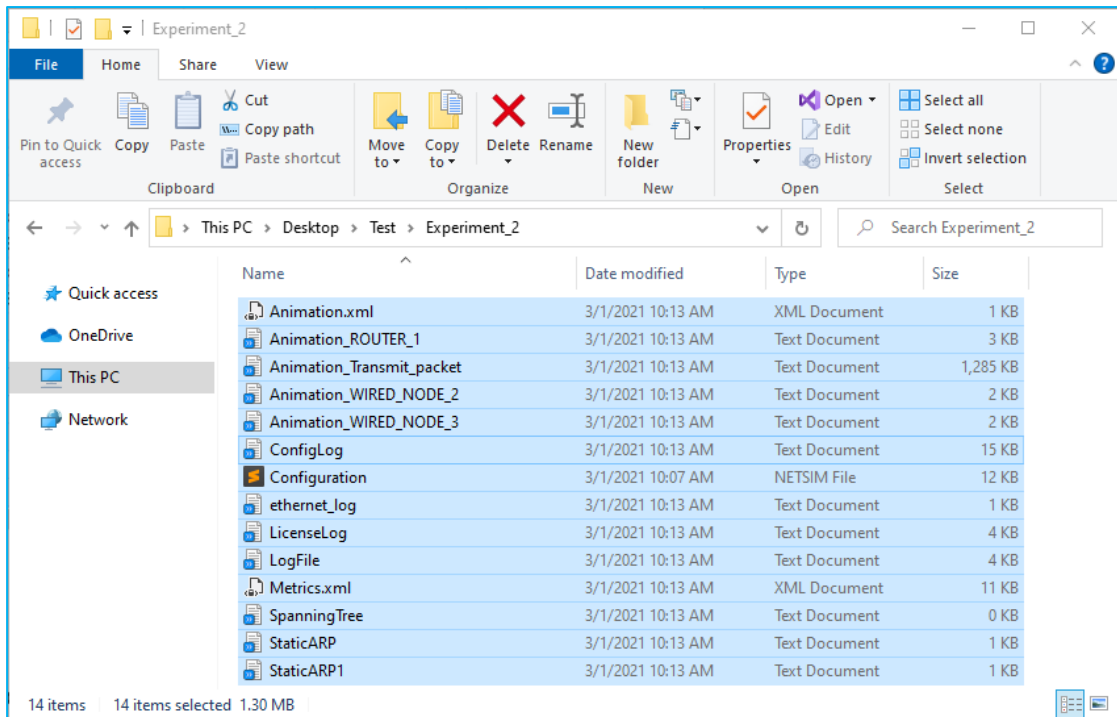 Experiment_2
File Home Share View
Pin to Quick access
Copy
Paste
Cut
Copy path
Paste shortcut
Move to
Copy to
Delete
Rename
New folder
Properties
Open
Edit
History
Select all
Select none
Invert selection
Clipboard Organize New Open Select
This PC Desktop Test Experiment_2 Search Experiment_2
Quick access
OneDrive
This PC
Network
Name Date modified Type Size
Animation.xml 3/1/2021 10:13 AM XML Document 1 KB
Animation_ROUTER_1 3/1/2021 10:13 AM Text Document 3 KB
Animation_Transmit_packet 3/1/2021 10:13 AM Text Document 1,285 KB
Animation_WIRED_NODE_2 3/1/2021 10:13 AM Text Document 2 KB
Animation_WIRED_NODE_3 3/1/2021 10:13 AM Text Document 2 KB
ConfigLog 3/1/2021 10:13 AM Text Document 15 KB
Configuration 3/1/2021 10:07 AM NETSIM File 12 KB
ethernet_log 3/1/2021 10:13 AM Text Document 1 KB
LicenseLog 3/1/2021 10:13 AM Text Document 4 KB
LogFile 3/1/2021 10:13 AM Text Document 4 KB
Metrics.xml 3/1/2021 10:13 AM XML Document 11 KB
SpanningTree 3/1/2021 10:13 AM Text Document 0 KB
StaticARP 3/1/2021 10:13 AM Text Document 1 KB
StaticARP1 3/1/2021 10:13 AM Text Document 1 KB
14 items 14 items selected 1.30 MB